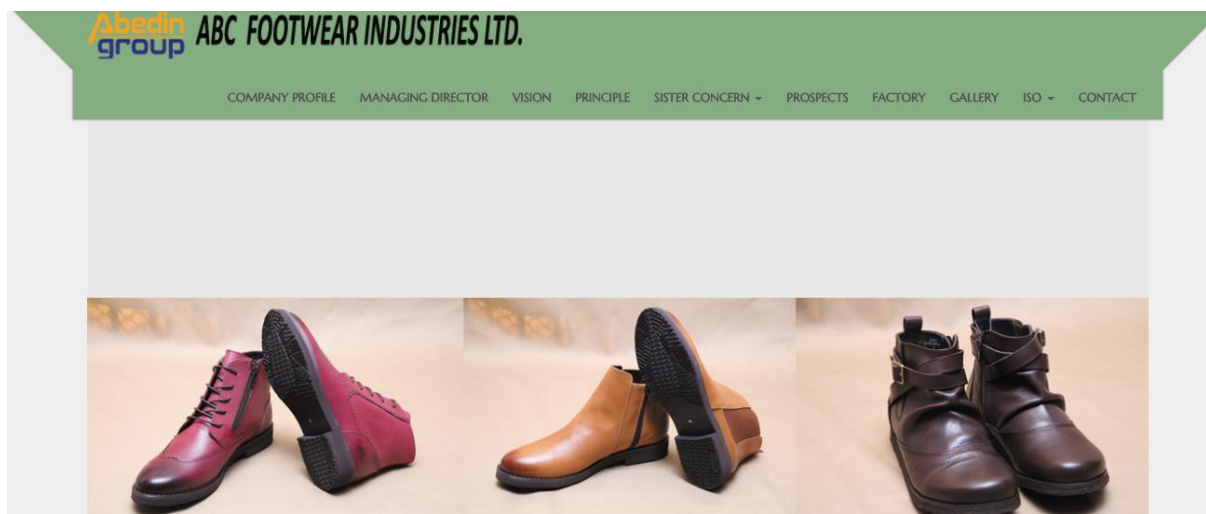 Abedin
group
ABC FOOTWEAR INDUSTRIES LTD.
COMPANY PROFILE MANAGING DIRECTOR VISION PRINCIPLE SISTER CONCERN PROSPECTS FACTORY GALLERY ISO CONTACT